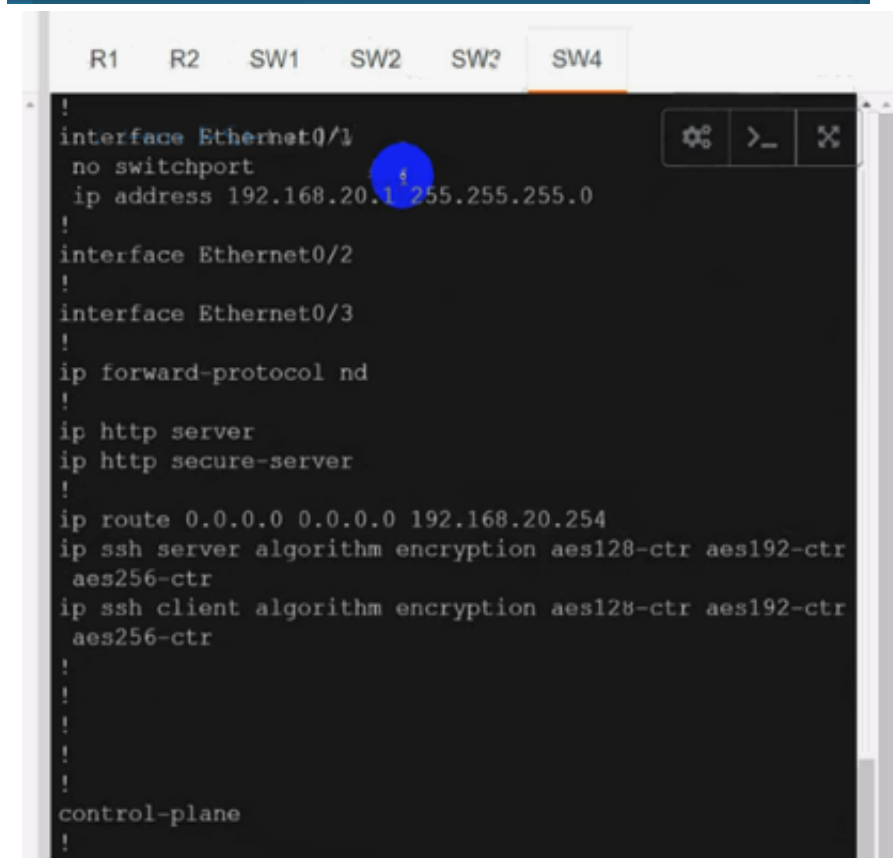 R1 R2 SW1 SW2 SW3 SW4
!
interface Ethernet0/1
no switchport
ip address 192.168.20.1 255.255.255.0
!
interface Ethernet0/2
!
interface Ethernet0/3
!
ip forward-protocol nd
!
ip http server
ip http secure-server
!
ip route 0.0.0.0 0.0.0.0 192.168.20.254
ip ssh server algorithm encryption aes128-ctr aes192-ctr
aes256-ctr
ip ssh client algorithm encryption aes128-ctr aes192-ctr
aes256-ctr
!
!
!
!
!
control-plane
!